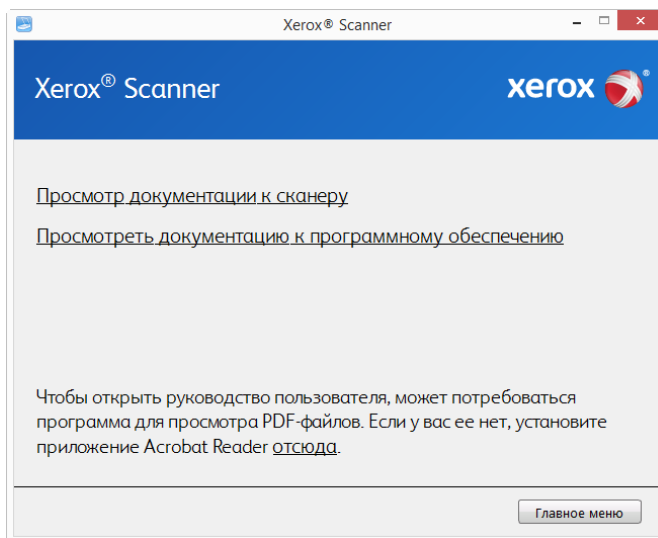 Xerox® Scanner
Xerox® Scanner
xerox®
Просмотр документации к сканеру
Просмотреть документацию к программному обеспечению
Чтобы открыть руководство пользователя, может потребоваться
программа для просмотра PDF-файлов. Если у вас ее нет, установите
приложение Acrobat Reader отсюда.
Главное меню